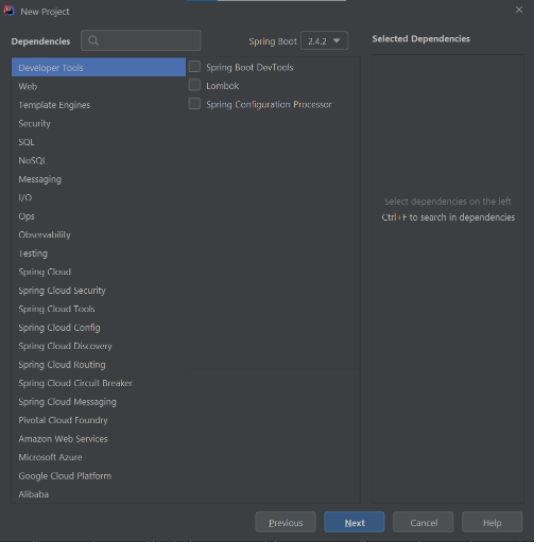 New Project
Dependencies
Spring Boot 2.4.2
Selected Dependencies
Developer Tools
Web
Template Engines
Security
SQL
NoSQL
Messaging
I/O
Ops
Observability
Testing
Spring Cloud
Spring Cloud Security
Spring Cloud Tools
Spring Cloud Config
Spring Cloud Discovery
Spring Cloud Routing
Spring Cloud Circuit Breaker
Spring Cloud Messaging
Pivotal Cloud Foundry
Amazon Web Services
Microsoft Azure
Google Cloud Platform
Alibaba
Spring Boot DevTools
Lombok
Spring Configuration Processor
Select dependencies on the left
Ctrl+F to search in dependencies
Previous
Next
Cancel
Help